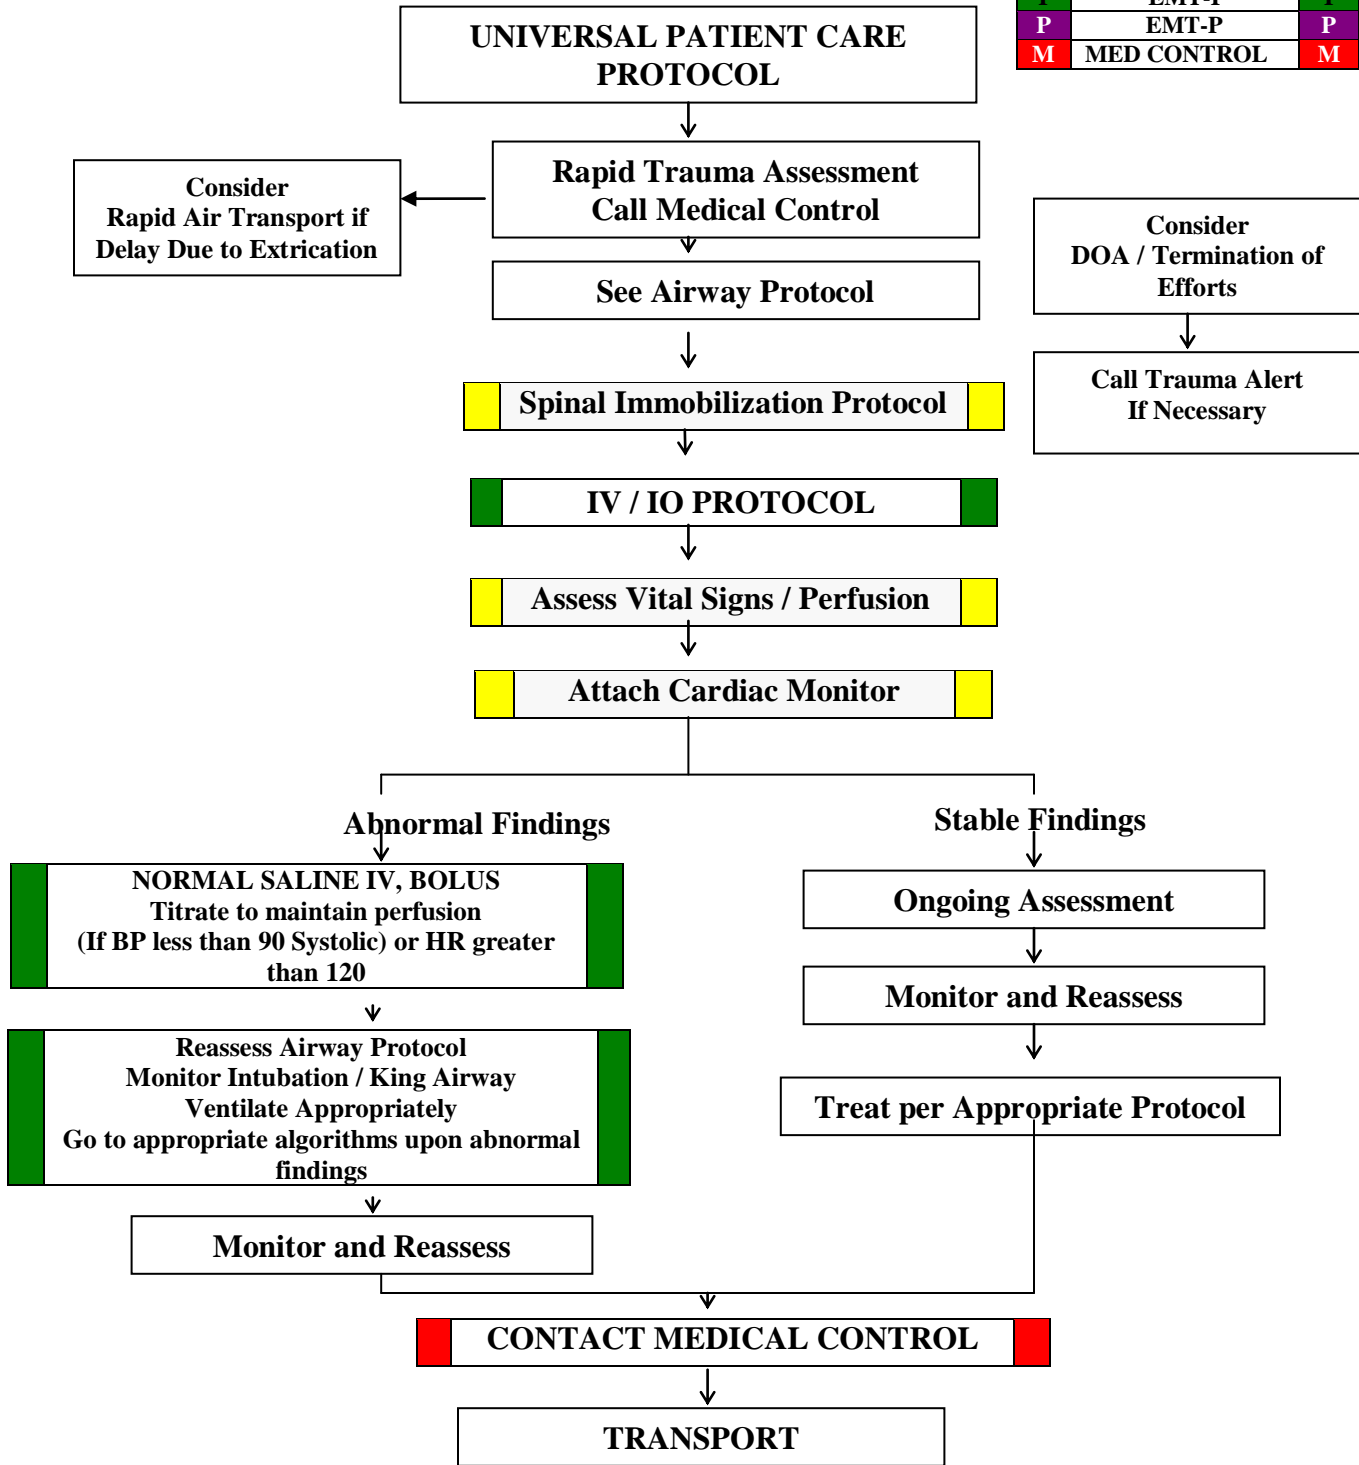 EMT-P
P EMT-P P
M MED CONTROL M
UNIVERSAL PATIENT CARE
PROTOCOL
Rapid Trauma Assessment
Call Medical Control
Consider
Rapid Air Transport if
Delay Due to Extrication
See Airway Protocol
Consider
DOA / Termination of
Efforts
Call Trauma Alert
If Necessary
Spinal Immobilization Protocol
IV / IO PROTOCOL
Assess Vital Signs / Perfusion
Attach Cardiac Monitor
Abnormal Findings
NORMAL SALINE IV, BOLUS
Titrate to maintain perfusion
(If BP less than 90 Systolic) or HR greater
than 120
Reassess Airway Protocol
Monitor Intubation / King Airway
Ventilate Appropriately
Go to appropriate algorithms upon abnormal
findings
Monitor and Reassess
Stable Findings
Ongoing Assessment
Monitor and Reassess
Treat per Appropriate Protocol
CONTACT MEDICAL CONTROL
TRANSPORT